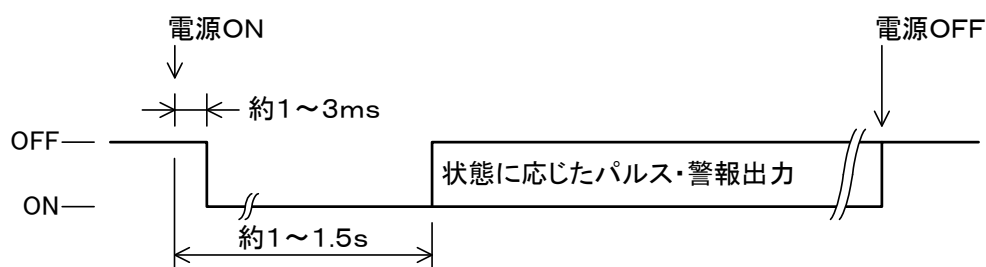 電源ON
電源OFF
約1～3ms
OFF
状態に応じたパルス・警報出力
ON
約1～1.5s